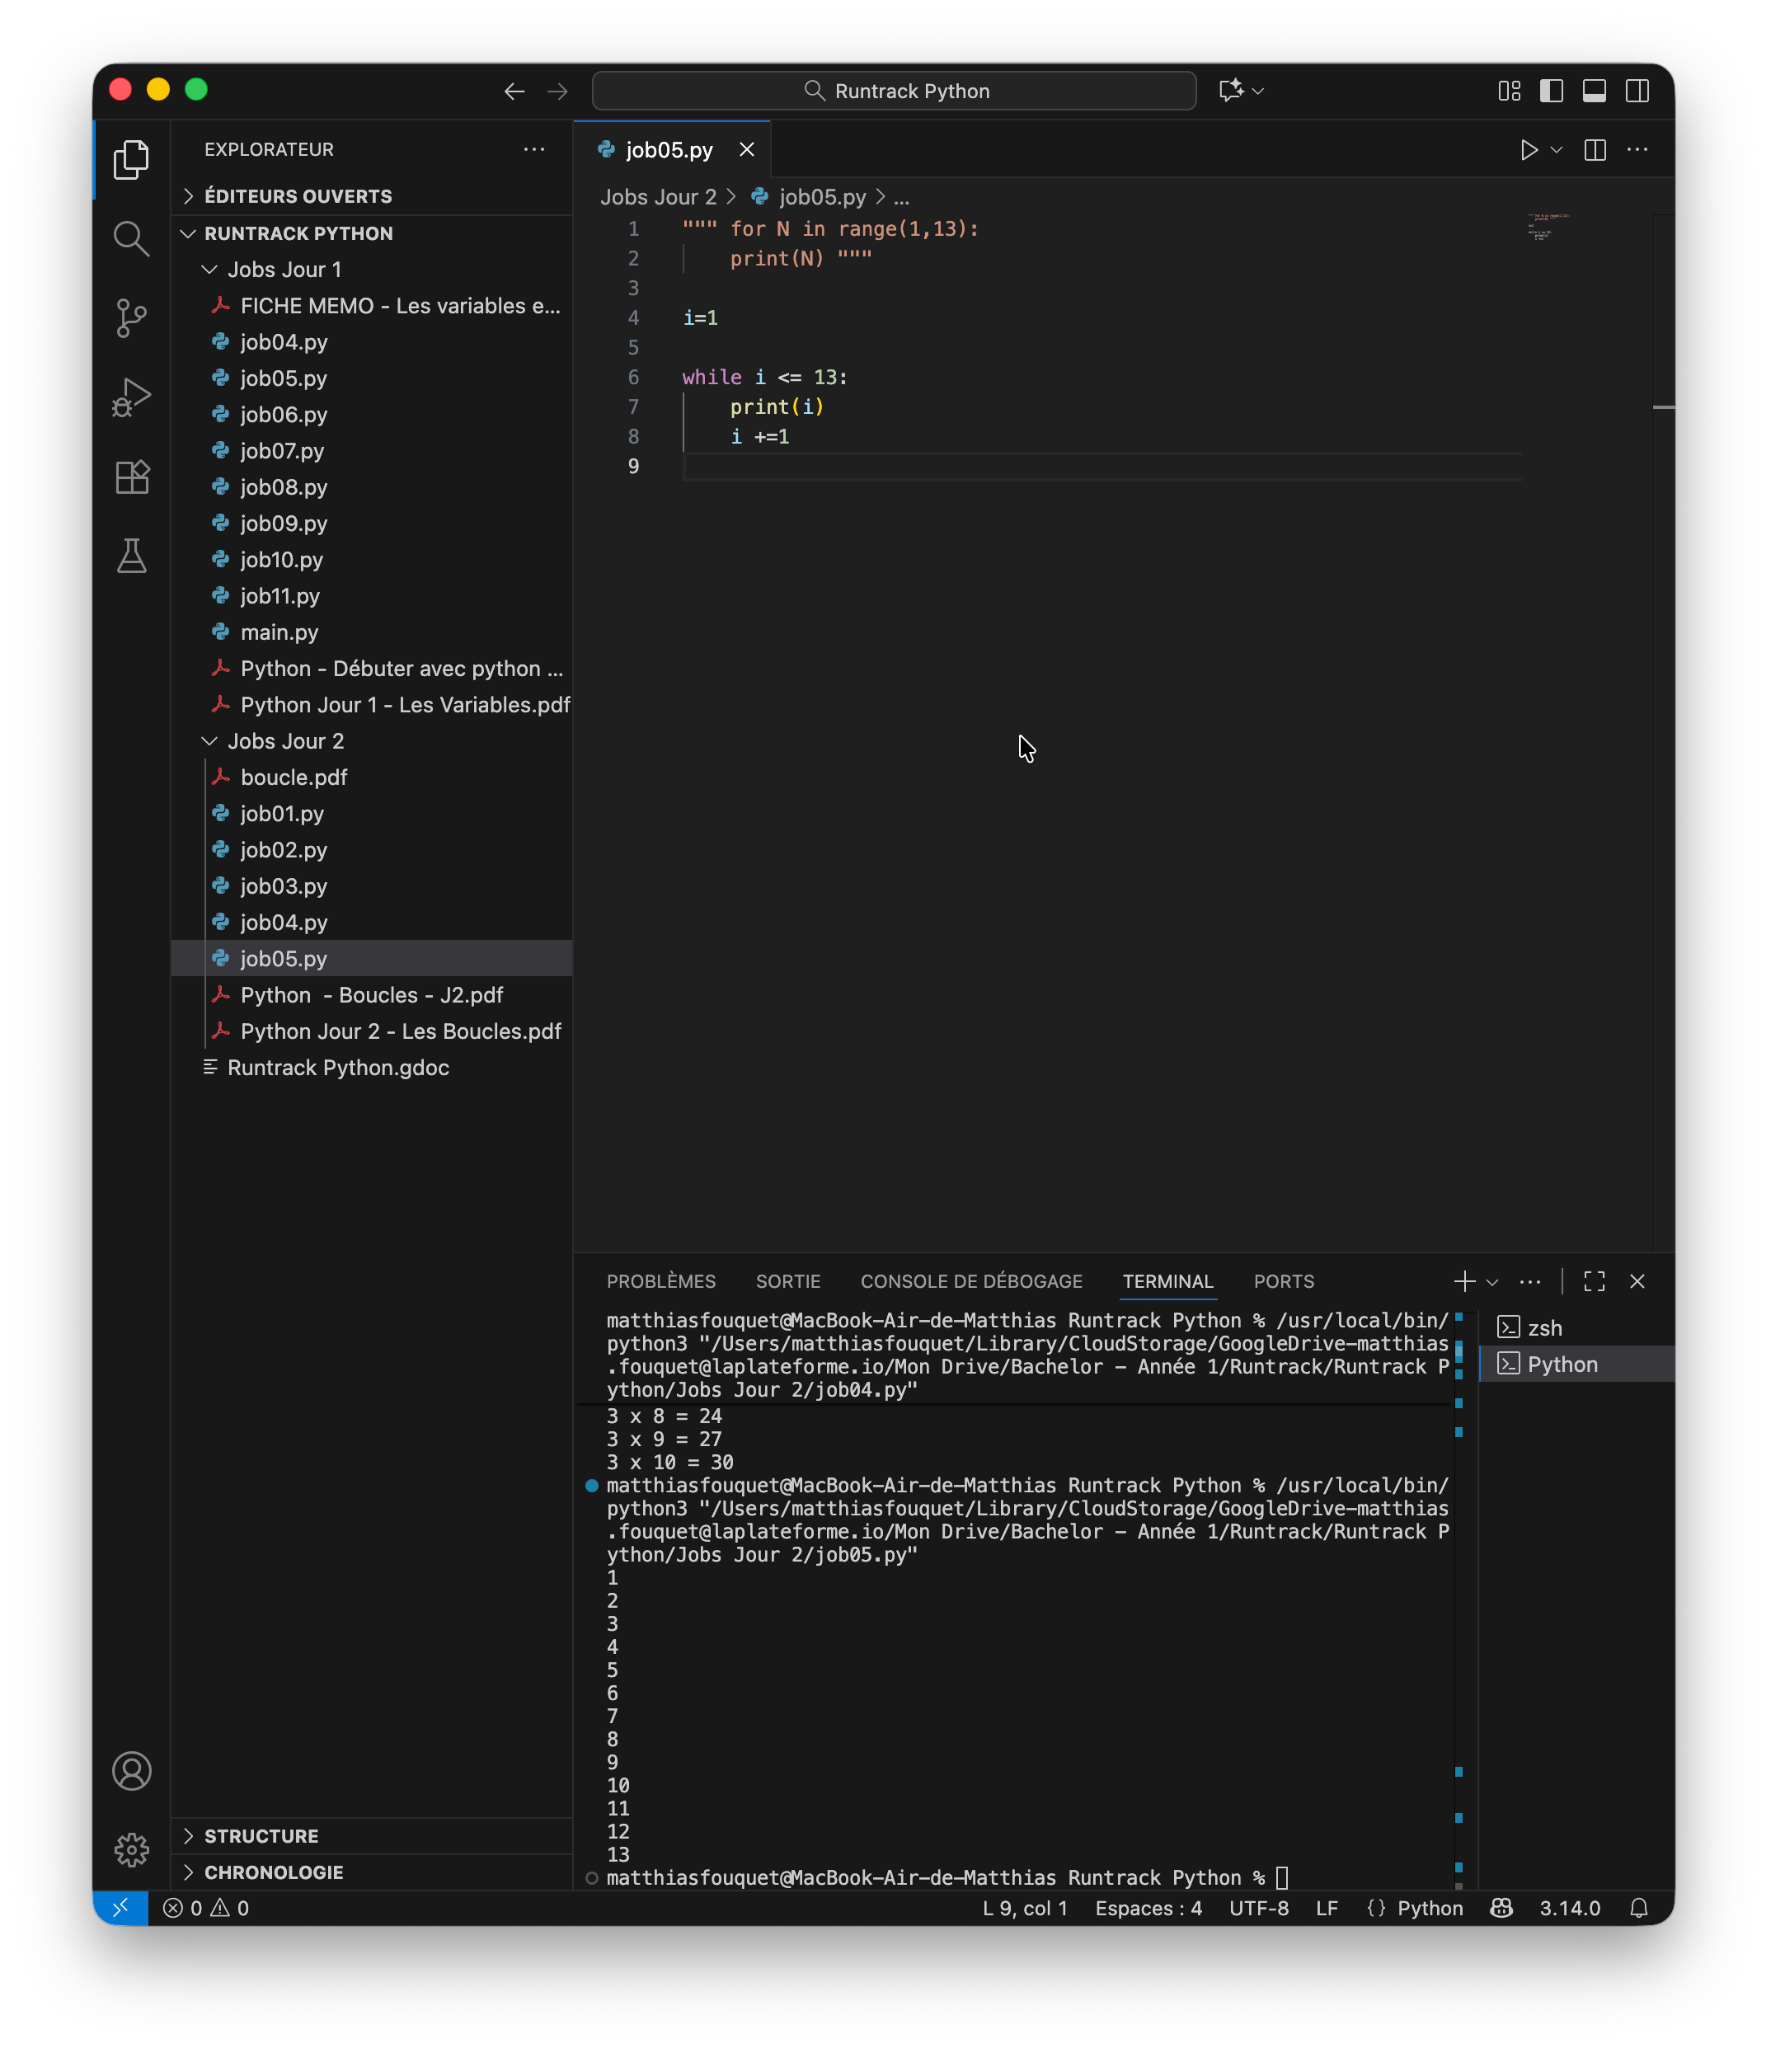 Runtrack Python
EXPLORATEUR
ÉDITEURS OUVERTS
RUNTRACK PYTHON
Jobs Jour 1
FICHE MEMO - Les variables e...
job04.py
job05.py
job06.py
job07.py
job08.py
job09.py
job10.py
job11.py
main.py
Python - Débuter avec python ...
Python Jour 1 - Les Variables.pdf
Jobs Jour 2
boucle.pdf
job01.py
job02.py
job03.py
job04.py
job05.py
Python  - Boucles - J2.pdf
Python Jour 2 - Les Boucles.pdf
Runtrack Python.gdoc
STRUCTURE
CHRONOLOGIE
job05.py
Jobs Jour 2 > job05.py > ...
1 """ for N in range(1,13):
2     print(N) """
3
4 i=1
5
6 while i <= 13:
7     print(i)
8     i +=1
9
PROBLÈMES SORTIE CONSOLE DE DÉBOGAGE TERMINAL PORTS
matthiasfouquet@MacBook-Air-de-Matthias Runtrack Python % /usr/local/bin/
python3 "/Users/matthiasfouquet/Library/CloudStorage/GoogleDrive-matthias
.fouquet@laplateforme.io/Mon Drive/Bachelor - Année 1/Runtrack/Runtrack P
ython/Jobs Jour 2/job04.py"
3 x 8 = 24
3 x 9 = 27
3 x 10 = 30
matthiasfouquet@MacBook-Air-de-Matthias Runtrack Python % /usr/local/bin/
python3 "/Users/matthiasfouquet/Library/CloudStorage/GoogleDrive-matthias
.fouquet@laplateforme.io/Mon Drive/Bachelor - Année 1/Runtrack/Runtrack P
ython/Jobs Jour 2/job05.py"
1
2
3
4
5
6
7
8
9
10
11
12
13
matthiasfouquet@MacBook-Air-de-Matthias Runtrack Python %
zsh
Python
0 0
L 9, col 1 Espaces : 4 UTF-8 LF {} Python 3.14.0